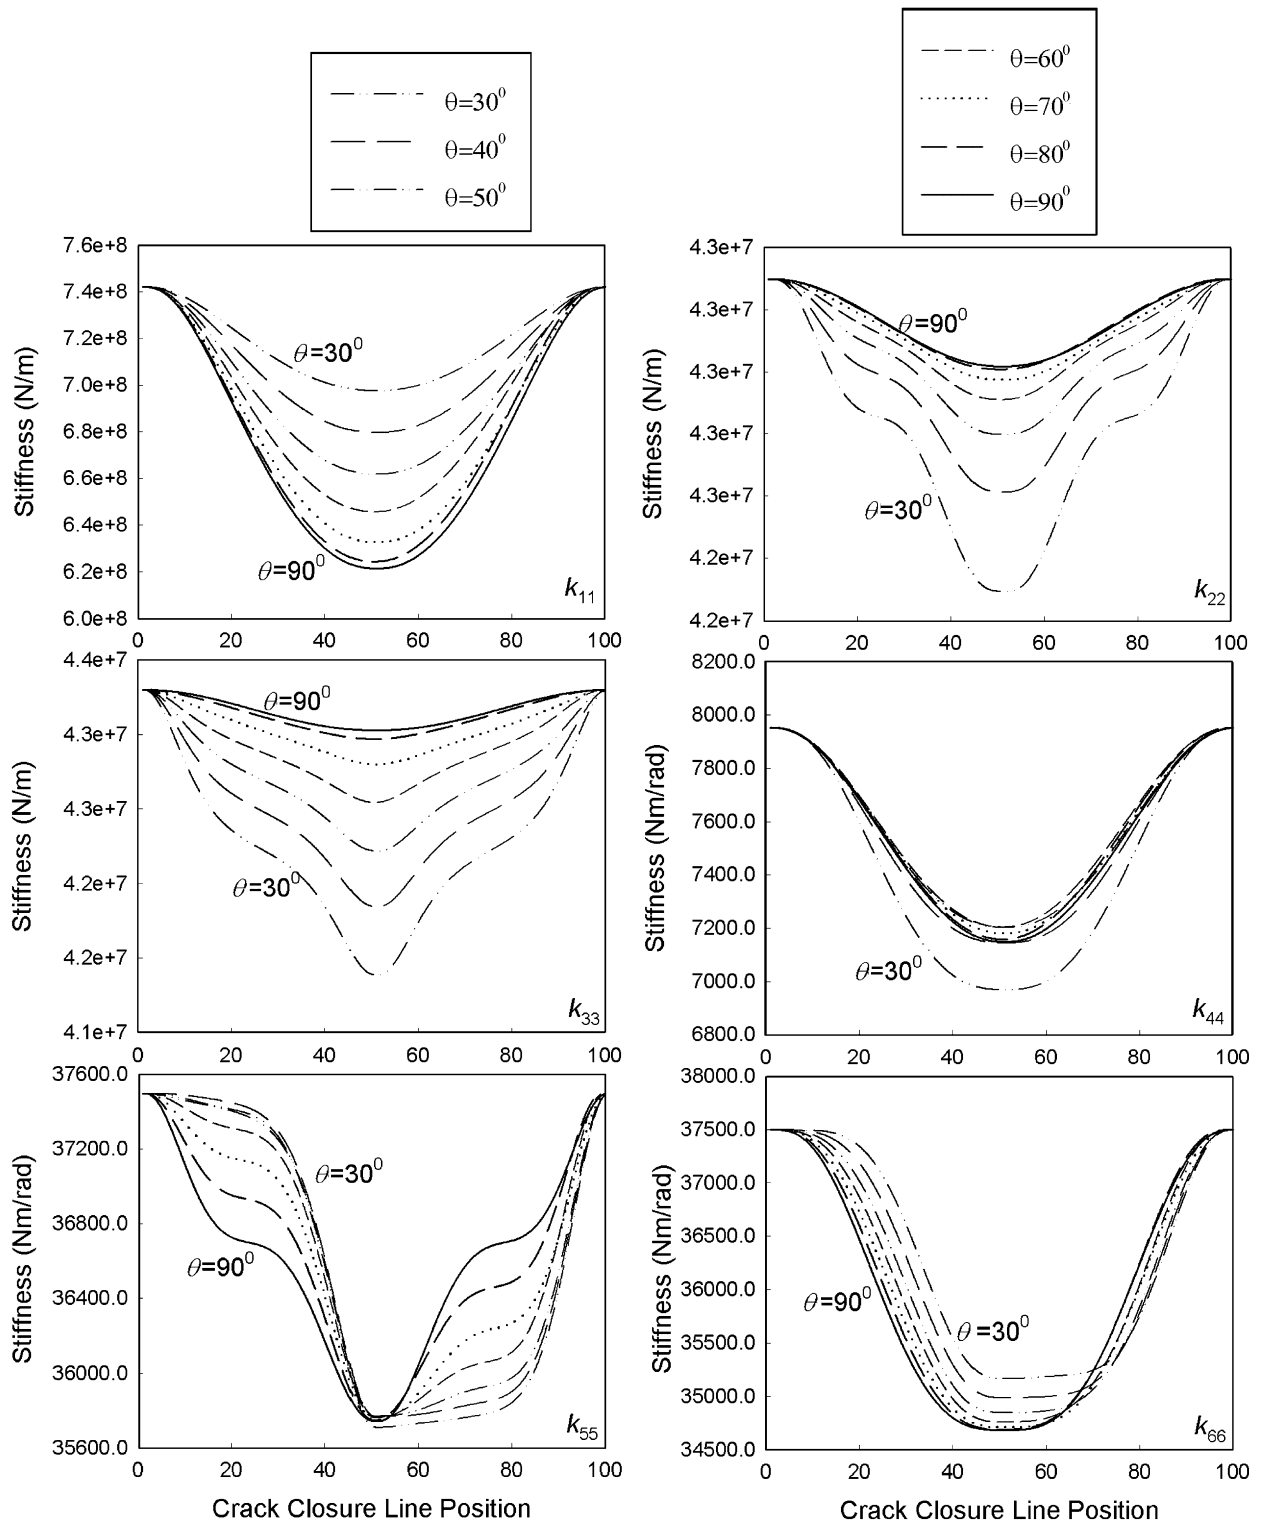 θ=30⁰
θ=40⁰
θ=50⁰
θ=60⁰
θ=70⁰
θ=80⁰
θ=90⁰
Stiffness (N/m)
7.6e+8
7.4e+8
7.2e+8
7.0e+8
6.8e+8
6.6e+8
6.4e+8
6.2e+8
6.0e+8
θ=30⁰
θ=90⁰
k₁₁
0 20 40 60 80 100
Stiffness (N/m)
4.3e+7
4.3e+7
4.3e+7
4.3e+7
4.3e+7
4.2e+7
4.2e+7
θ=90⁰
θ=30⁰
k₂₂
0 20 40 60 80 100
Stiffness (N/m)
4.4e+7
4.3e+7
4.3e+7
4.2e+7
4.2e+7
4.1e+7
θ=90⁰
θ=30⁰
k₃₃
0 20 40 60 80 100
Stiffness (Nm/rad)
8200.0
8000.0
7800.0
7600.0
7400.0
7200.0
7000.0
6800.0
θ=30⁰
k₄₄
0 20 40 60 80 100
Stiffness (Nm/rad)
37600.0
37200.0
36800.0
36400.0
36000.0
35600.0
θ=30⁰
θ=90⁰
k₅₅
0 20 40 60 80 100
Crack Closure Line Position
Stiffness (Nm/rad)
38000.0
37500.0
37000.0
36500.0
36000.0
35500.0
35000.0
34500.0
θ=90⁰
θ=30⁰
k₆₆
0 20 40 60 80 100
Crack Closure Line Position